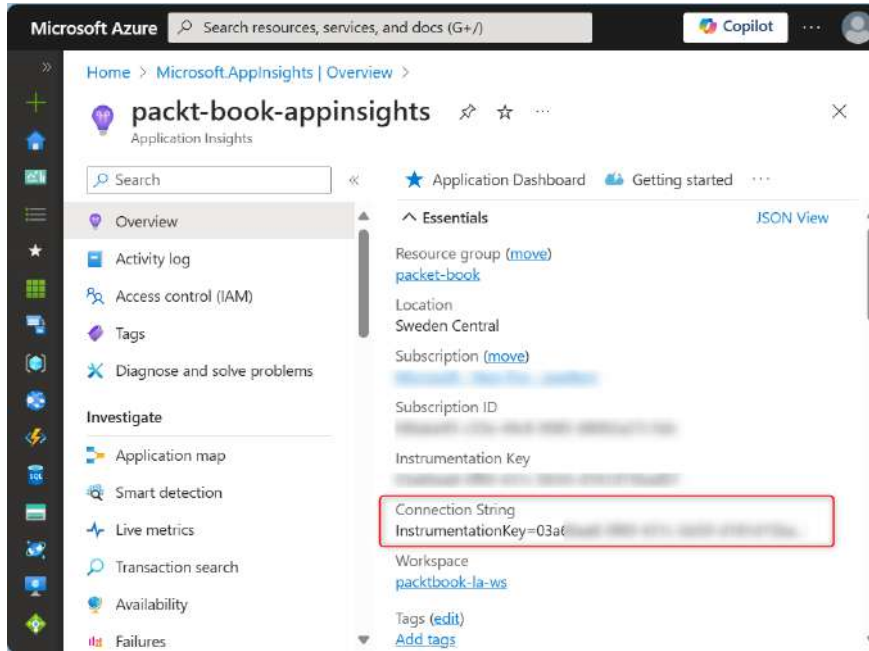 Microsoft Azure
Search resources, services, and docs (G+/)
Copilot
Home > Microsoft.AppInsights | Overview >
packt-book-appinsights
Application Insights
Search
Application Dashboard
Getting started
Overview
Essentials
JSON View
Activity log
Resource group (move)
packet-book
Access control (IAM)
Location
Sweden Central
Tags
Subscription (move)
Diagnose and solve problems
Subscription ID
Investigate
Application map
Instrumentation Key
Smart detection
Connection String
InstrumentationKey=03a
Live metrics
Workspace
packtbook-la-ws
Transaction search
Availability
Tags (edit)
Add tags
Failures
SQL